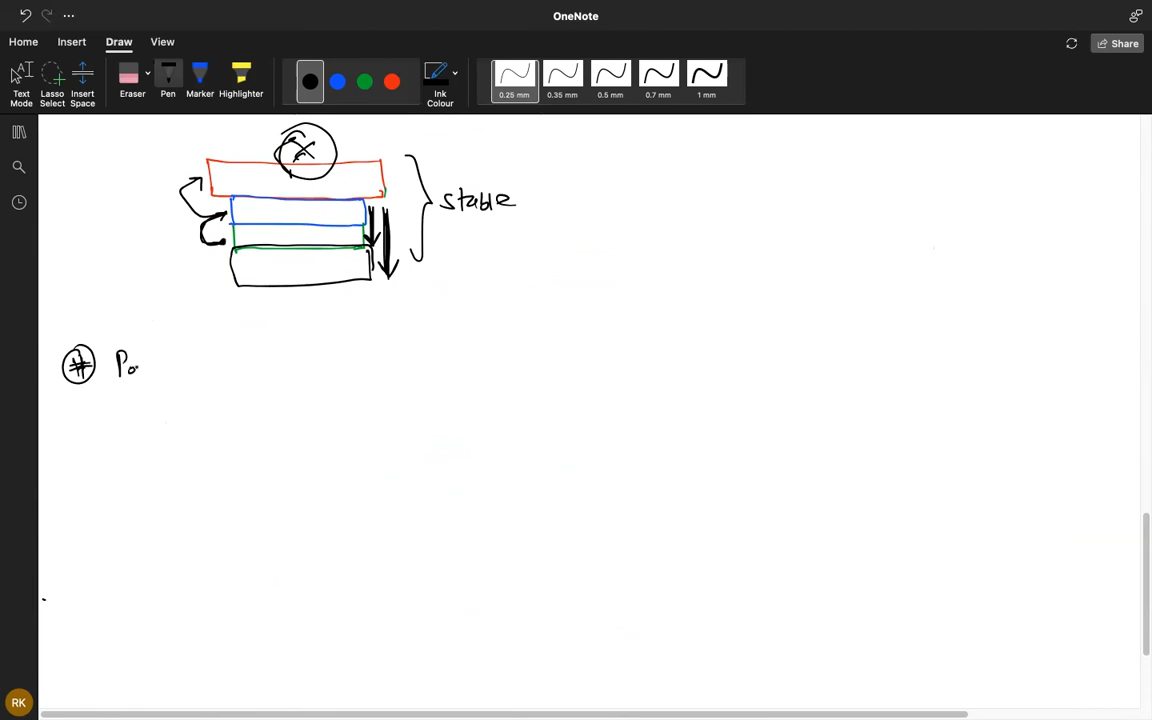 OneNote
Home Insert Draw View
Share
Text Mode
Lasso Select
Insert Space
Eraser
Pen
Marker
Highlighter
Ink Colour
0.25 mm
0.35 mm
0.5 mm
0.7 mm
1 mm
stable
# Po
RK